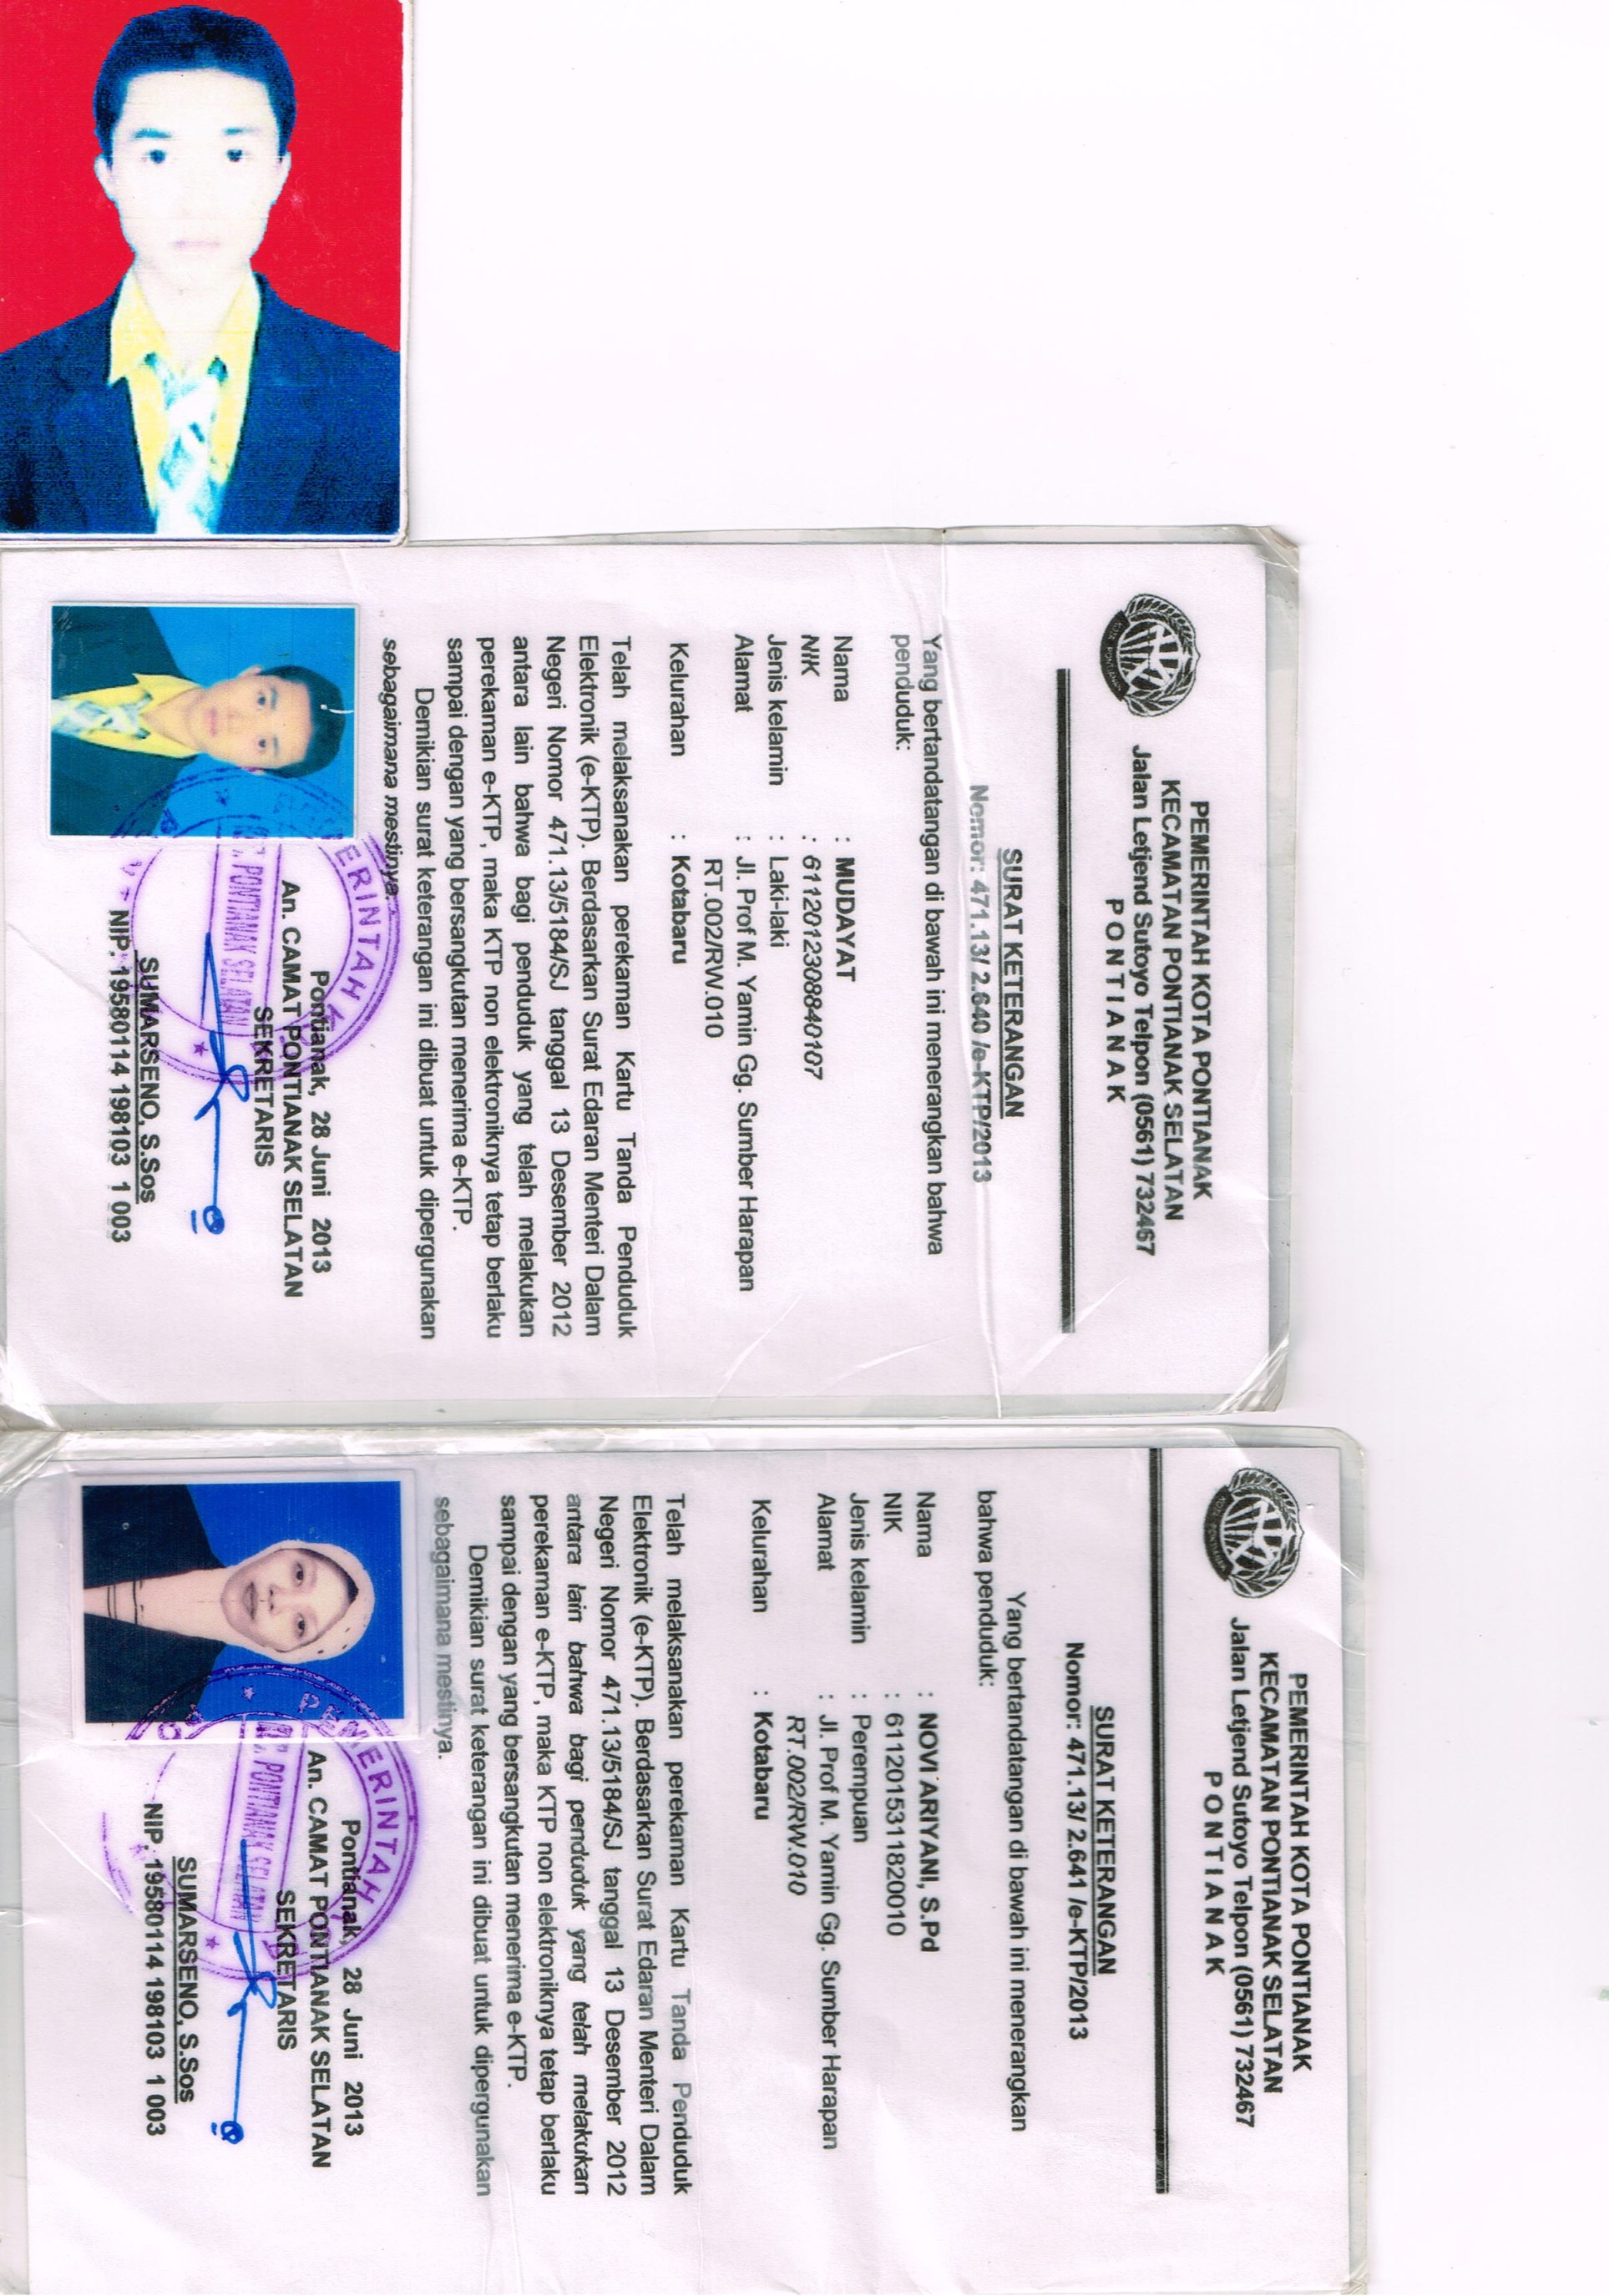 PEMERINTAH KOTA PONTIANAK
KECAMATAN PONTIANAK SELATAN
Jalan Letjend Sutoyo Telpon (0561) 732467
P O N T I A N A K
SURAT KETERANGAN
Nomor: 471.13/ 2.640 /e-KTP/2013
Yang bertandatangan di bawah ini menerangkan bahwa
penduduk:
Nama : MUDAYAT
NIK : 6112012308840107
Jenis kelamin : Laki-laki
Alamat : Jl. Prof M. Yamin Gg. Sumber Harapan
RT.002/RW.010
Kelurahan : Kotabaru
Telah melaksanakan perekaman Kartu Tanda Penduduk
Elektronik (e-KTP). Berdasarkan Surat Edaran Menteri Dalam
Negeri Nomor 471.13/5184/SJ tanggal 13 Desember 2012
antara lain bahwa bagi penduduk yang telah melakukan
perekaman e-KTP, maka KTP non elektroniknya tetap berlaku
sampai dengan yang bersangkutan menerima e-KTP.
Demikian surat keterangan ini dibuat untuk dipergunakan
sebagaimana mestinya.
Pontianak, 28 Juni 2013
An. CAMAT PONTIANAK SELATAN
SEKRETARIS
PEMERINTAH
PONTIANAK SELATAN
SUMARSENO, S.Sos
NIP. 19580114 198103 1 003
PEMERINTAH KOTA PONTIANAK
KECAMATAN PONTIANAK SELATAN
Jalan Letjend Sutoyo Telpon (0561) 732467
P O N T I A N A K
SURAT KETERANGAN
Nomor: 471.13/ 2.641 /e-KTP/2013
Yang bertandatangan di bawah ini menerangkan
bahwa penduduk:
Nama : NOVI ARIYANI, S.Pd
NIK : 6112015311820010
Jenis kelamin : Perempuan
Alamat : Jl. Prof M. Yamin Gg. Sumber Harapan
RT.002/RW.010
Kelurahan : Kotabaru
Telah melaksanakan perekaman Kartu Tanda Penduduk
Elektronik (e-KTP). Berdasarkan Surat Edaran Menteri Dalam
Negeri Nomor 471.13/5184/SJ tanggal 13 Desember 2012
antara lain bahwa bagi penduduk yang telah melakukan
perekaman e-KTP, maka KTP non elektroniknya tetap berlaku
sampai dengan yang bersangkutan menerima e-KTP.
Demikian surat keterangan ini dibuat untuk dipergunakan
sebagaimana mestinya.
Pontianak, 28 Juni 2013
An. CAMAT PONTIANAK SELATAN
SEKRETARIS
PEMERINTAH
PONTIANAK SELATAN
SUMARSENO, S.Sos
NIP. 19580114 198103 1 003